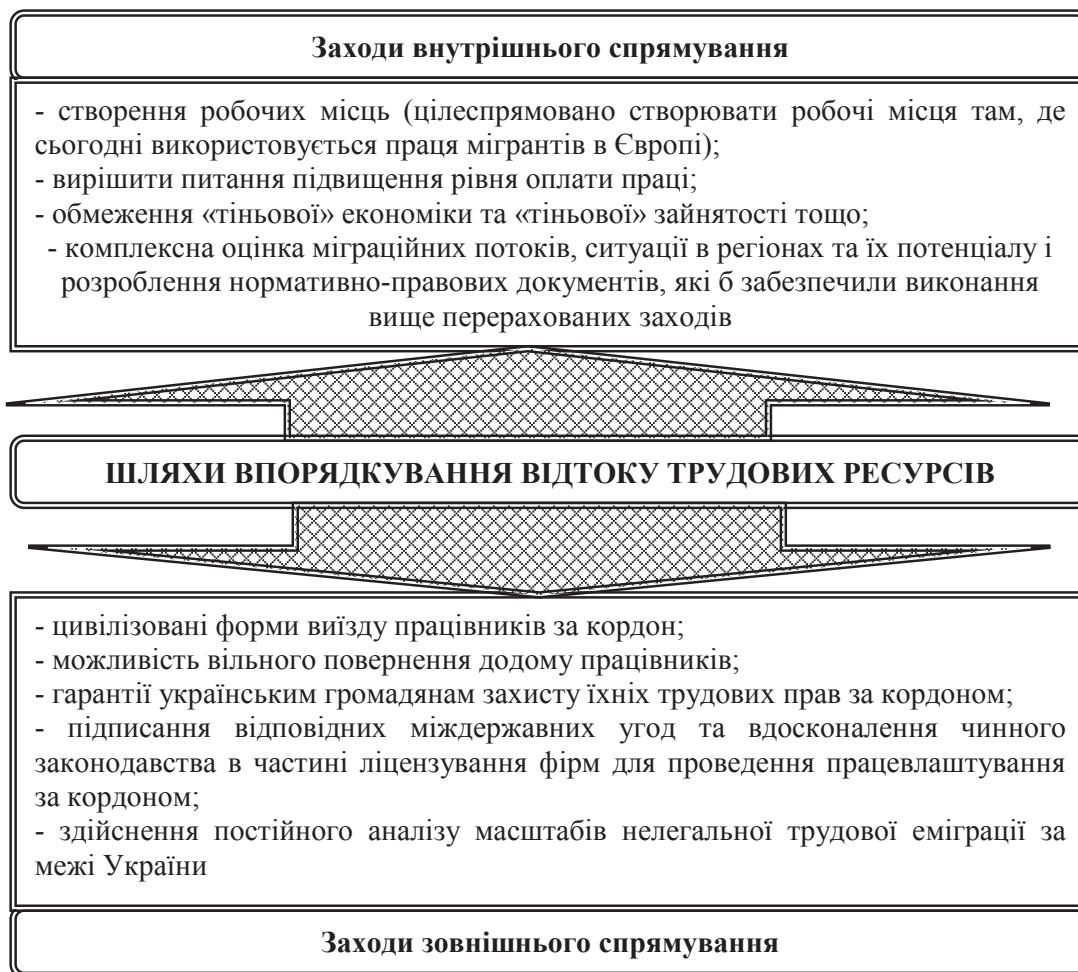 Заходи внутрішнього спрямування
- створення робочих місць (цілеспрямовано створювати робочі місця там, де
сьогодні використовується праця мігрантів в Європі);
- вирішити питання підвищення рівня оплати праці;
- обмеження «тіньової» економіки та «тіньової» зайнятості тощо;
- комплексна оцінка міграційних потоків, ситуації в регіонах та їх потенціалу і
розроблення нормативно-правових документів, які б забезпечили виконання
вище перерахованих заходів
ШЛЯХИ ВПОРЯДКУВАННЯ ВІДТОКУ ТРУДОВИХ РЕСУРСІВ
- цивілізовані форми виїзду працівників за кордон;
- можливість вільного повернення додому працівників;
- гарантії українським громадянам захисту їхніх трудових прав за кордоном;
- підписання відповідних міждержавних угод та вдосконалення чинного
законодавства в частині ліцензування фірм для проведення працевлаштування
за кордоном;
- здійснення постійного аналізу масштабів нелегальної трудової еміграції за
межі України
Заходи зовнішнього спрямування